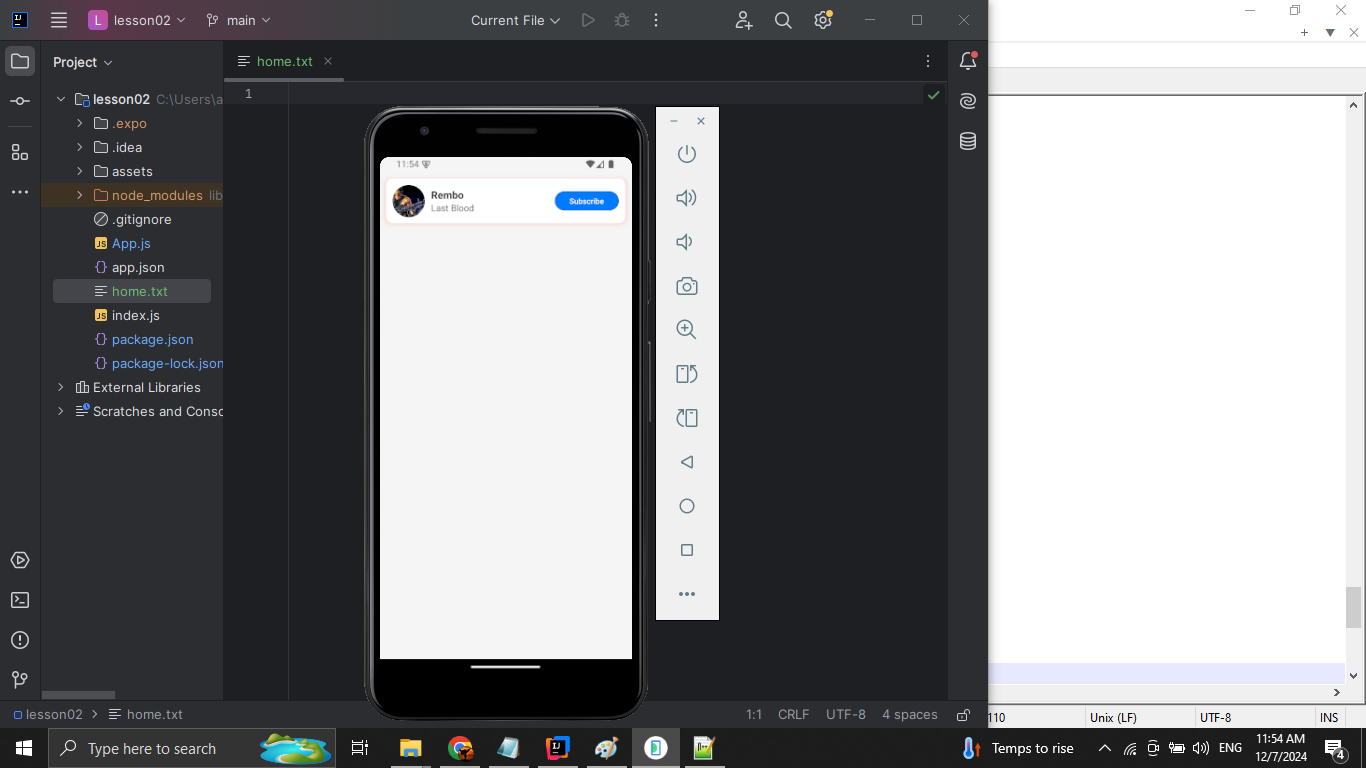 L lesson02 main Current File
Project
home.txt
1
lesson02 C:\Users\a
.expo
.idea
assets
node_modules lib
.gitignore
JS App.js
app.json
home.txt
JS index.js
package.json
package-lock.json
External Libraries
Scratches and Conso
11:54
Rembo
Last Blood
Subscribe
lesson02 > home.txt
1:1 CRLF UTF-8 4 spaces
110 Unix (LF) UTF-8 INS
Type here to search
Temps to rise
ENG
11:54 AM
12/7/2024
4